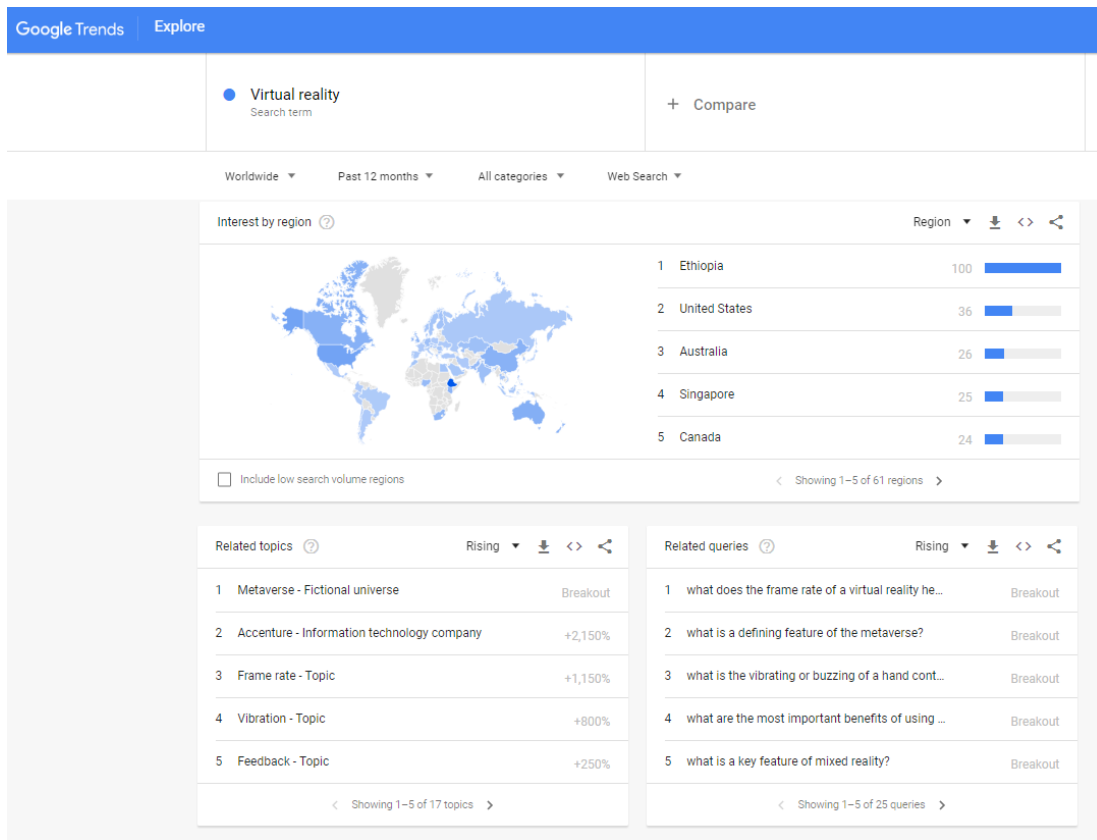 Google Trends Explore
Virtual reality
Search term
+ Compare
Worldwide Past 12 months All categories Web Search
Interest by region Region
1 Ethiopia 100
2 United States 36
3 Australia 26
4 Singapore 25
5 Canada 24
Include low search volume regions
Showing 1–5 of 61 regions
Related topics Rising
1 Metaverse - Fictional universe Breakout
2 Accenture - Information technology company +2,150%
3 Frame rate - Topic +1,150%
4 Vibration - Topic +800%
5 Feedback - Topic +250%
Showing 1–5 of 17 topics
Related queries Rising
1 what does the frame rate of a virtual reality he... Breakout
2 what is a defining feature of the metaverse? Breakout
3 what is the vibrating or buzzing of a hand cont... Breakout
4 what are the most important benefits of using ... Breakout
5 what is a key feature of mixed reality? Breakout
Showing 1–5 of 25 queries